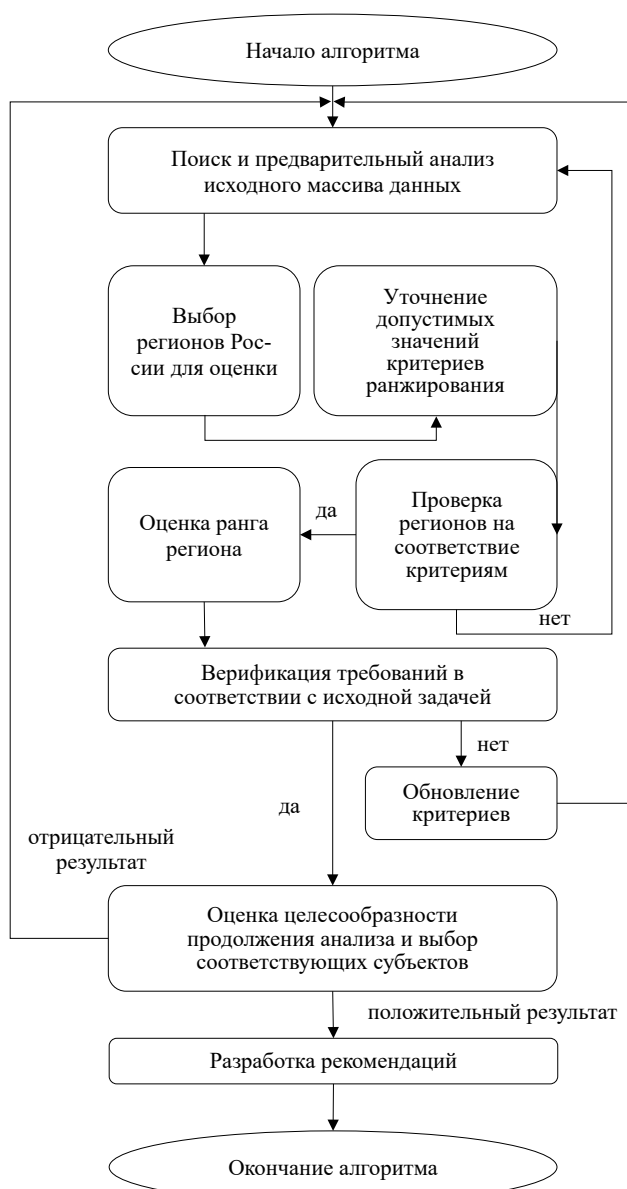 Начало алгоритма
Поиск и предварительный анализ
исходного массива данных
Выбор
регионов Рос-
сии для оценки
Уточнение
допустимых
значений
критериев
ранжирования
Оценка ранга
региона
да
Проверка
регионов на
соответствие
критериям
нет
Верификация требований в
соответствии с исходной задачей
нет
да
Обновление
критериев
отрицательный
результат
Оценка целесообразности
продолжения анализа и выбор
соответствующих субъектов
положительный результат
Разработка рекомендаций
Окончание алгоритма